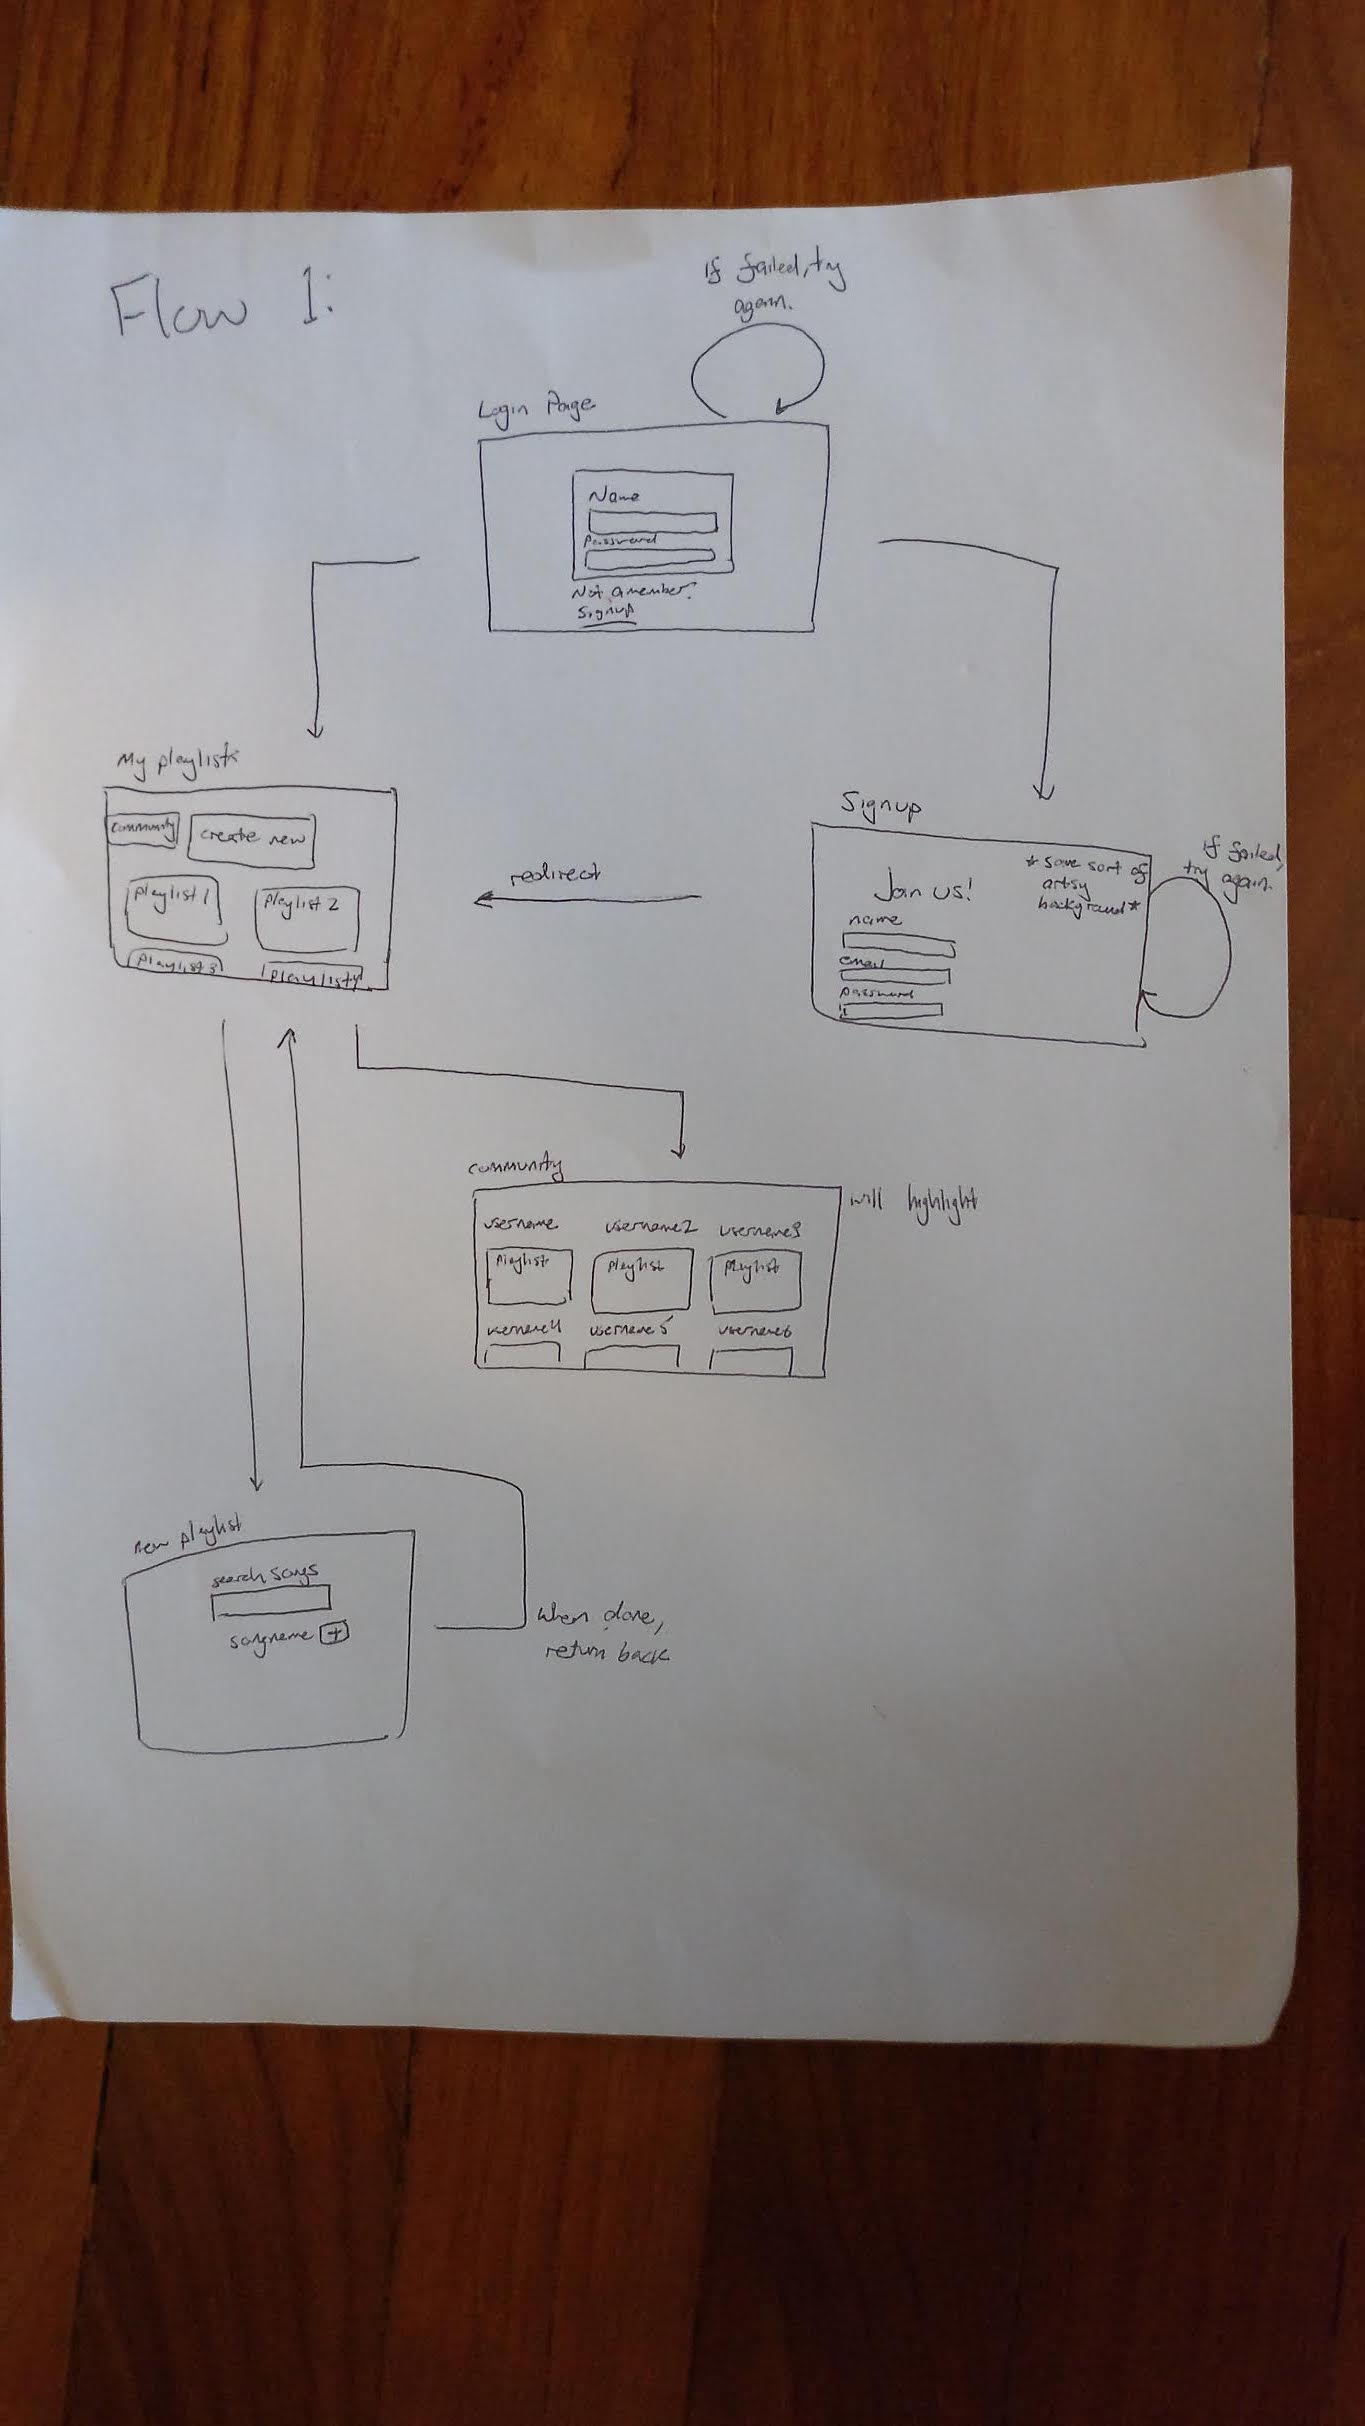 Flow 1:
If failed, try
again.
Login Page
Name
Password
Not a member?
Signup
My playlists
community
create new
playlist 1
playlist 2
playlist 3
playlist 4
redirect
Signup
Join us!
*some sort of
artsy
background*
name
email
password
If failed,
try again.
community
will highlight
username
username2
username3
playlist
playlist
playlist
username4
username5
username6
new playlist
search songs
songname +
When done,
return back